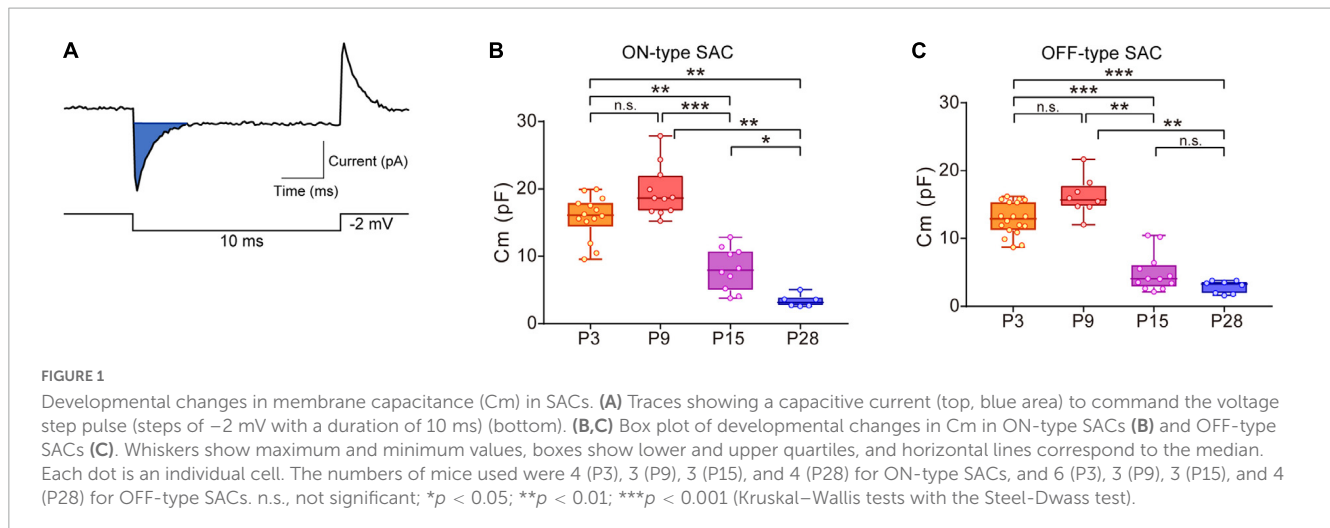 A
Current (pA)
Time (ms)
10 ms
-2 mV
B
ON-type SAC
**
**
n.s.
***
**
*
30
20
10
0
Cm (pF)
P3
P9
P15
P28
C
OFF-type SAC
***
***
n.s.
**
**
n.s.
30
20
10
0
Cm (pF)
P3
P9
P15
P28
FIGURE 1
Developmental changes in membrane capacitance (Cm) in SACs. (A) Traces showing a capacitive current (top, blue area) to command the voltage
step pulse (steps of −2 mV with a duration of 10 ms) (bottom). (B,C) Box plot of developmental changes in Cm in ON-type SACs (B) and OFF-type
SACs (C). Whiskers show maximum and minimum values, boxes show lower and upper quartiles, and horizontal lines correspond to the median.
Each dot is an individual cell. The numbers of mice used were 4 (P3), 3 (P9), 3 (P15), and 4 (P28) for ON-type SACs, and 6 (P3), 3 (P9), 3 (P15), and 4
(P28) for OFF-type SACs. n.s., not significant; *p < 0.05; **p < 0.01; ***p < 0.001 (Kruskal–Wallis tests with the Steel-Dwass test).